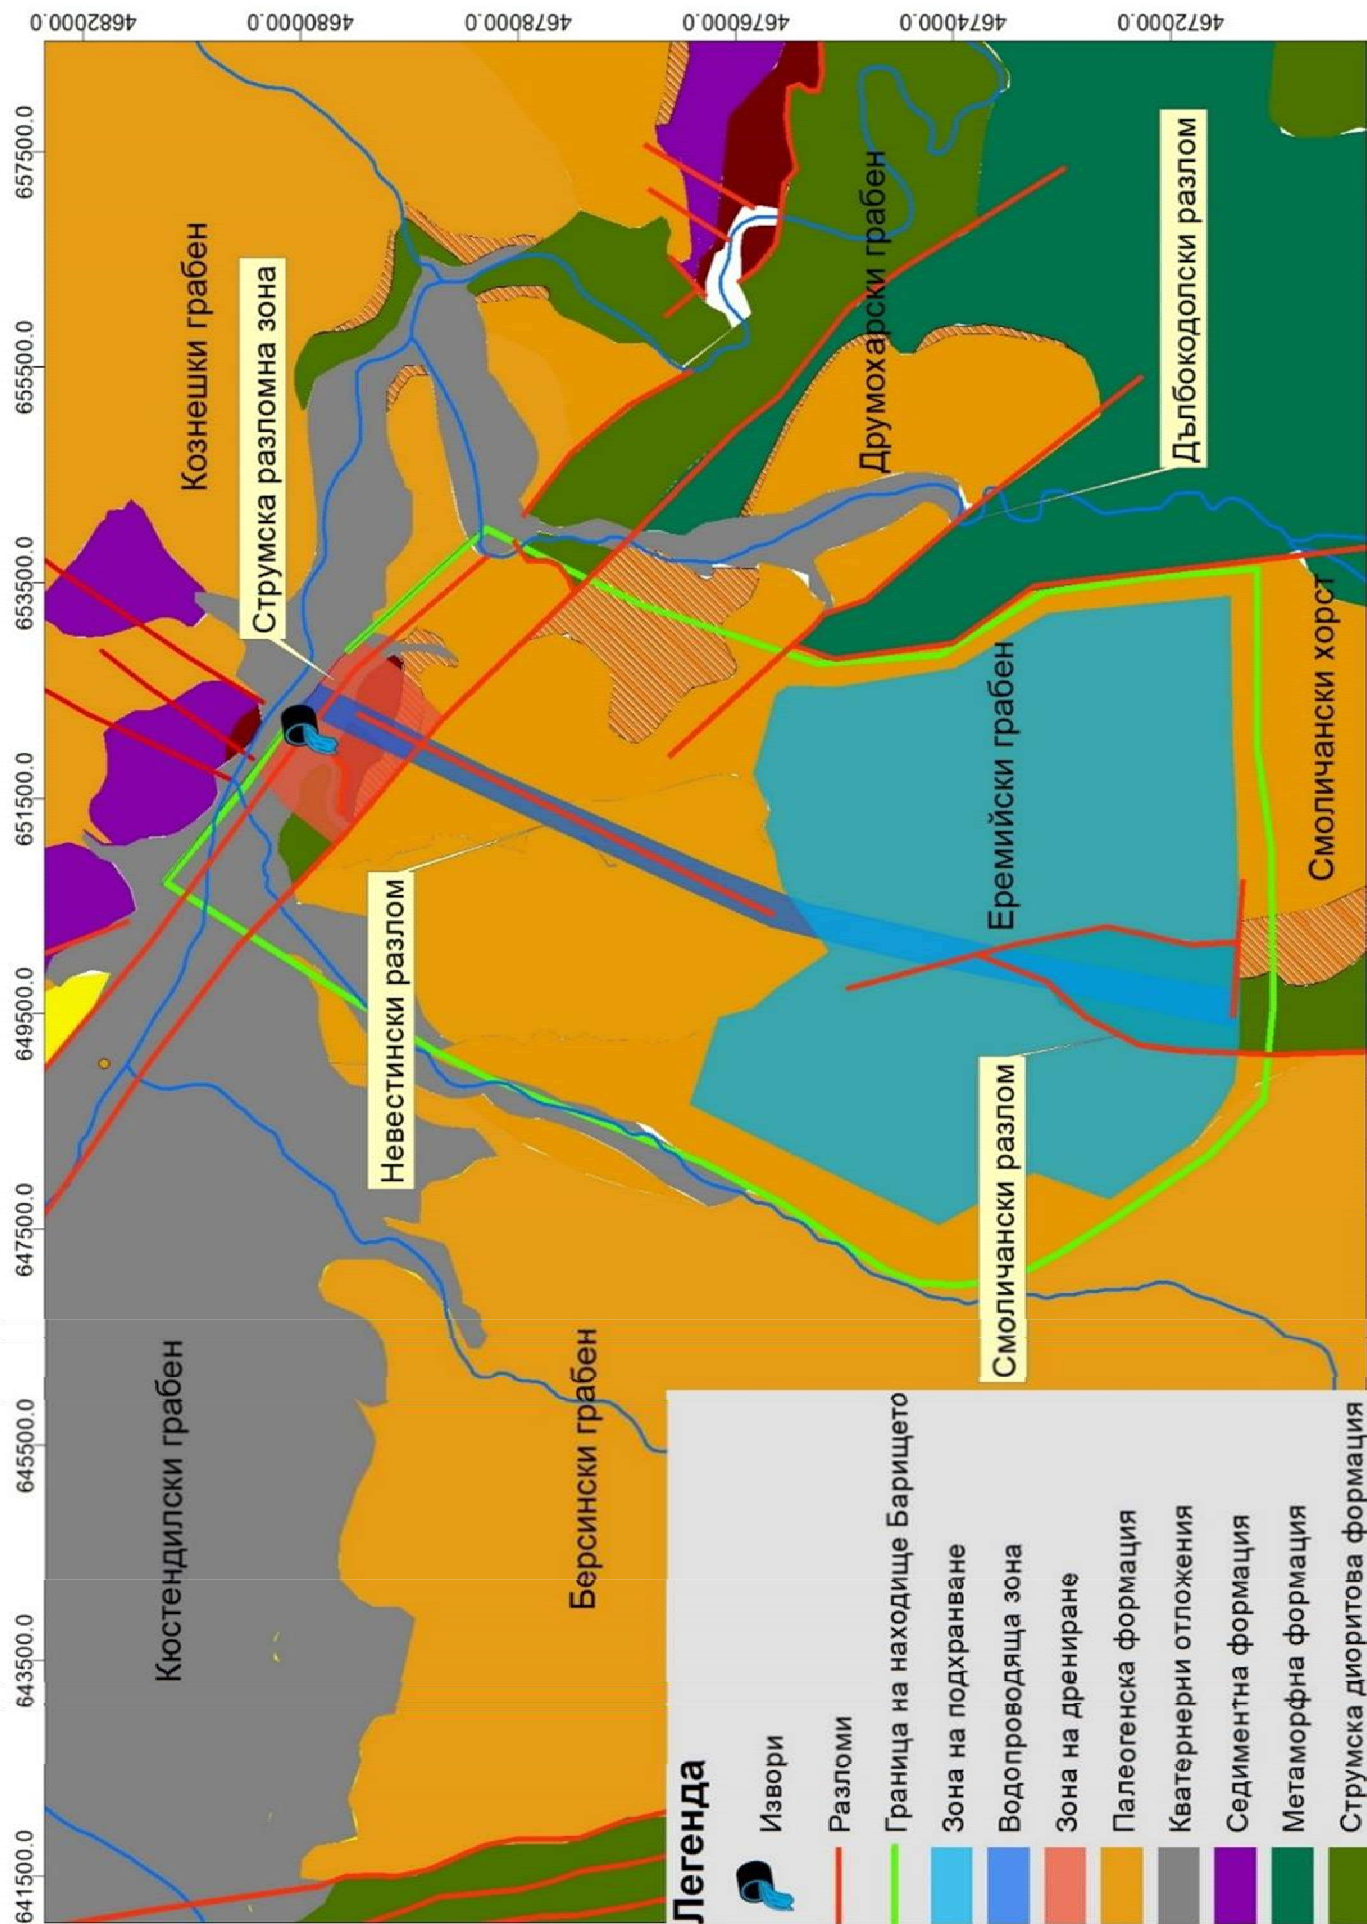 641500.0
643500.0
645500.0
647500.0
649500.0
651500.0
653500.0
655500.0
657500.0
4682000.0
4680000.0
4678000.0
4676000.0
4674000.0
4672000.0
Кюстендилски грабен
Кознешки грабен
Струмска разломна зона
Невестински разлом
Берсински грабен
Друмохарски грабен
Дълбокодолски разлом
Еремийски грабен
Смоличански разлом
Смоличански хорст
Легенда
Извори
Разломи
Граница на находище Барището
Зона на подхранване
Водопроводяща зона
Зона на дрениране
Палеогенска формация
Кватернерни отложения
Седиментна формация
Метаморфна формация
Струмска диоритова формация